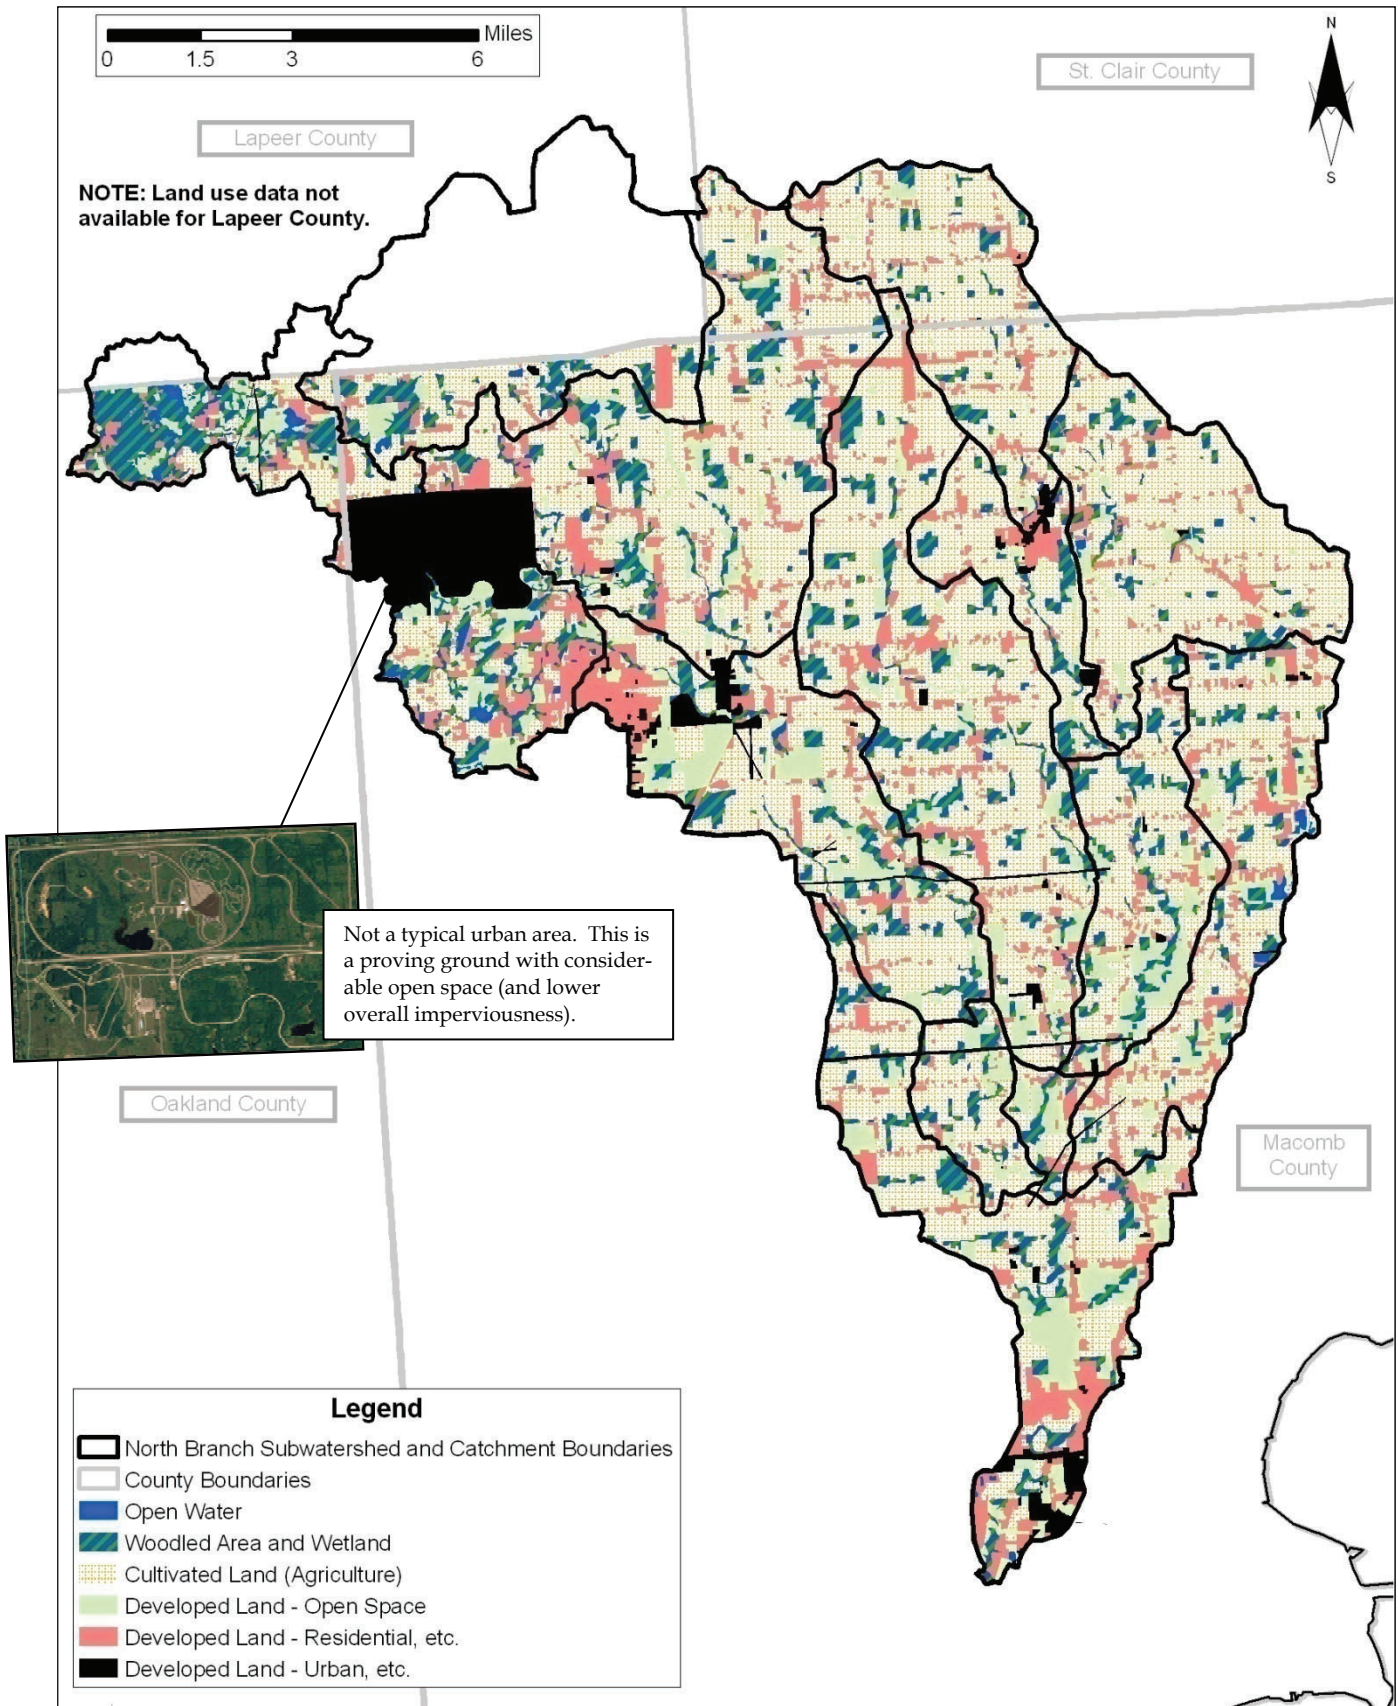 Miles
0 1.5 3 6
N
S
St. Clair County
Lapeer County
NOTE: Land use data not
available for Lapeer County.
Not a typical urban area. This is
a proving ground with consider-
able open space (and lower
overall imperviousness).
Oakland County
Macomb
County
Legend
North Branch Subwatershed and Catchment Boundaries
County Boundaries
Open Water
Woodled Area and Wetland
Cultivated Land (Agriculture)
Developed Land - Open Space
Developed Land - Residential, etc.
Developed Land - Urban, etc.